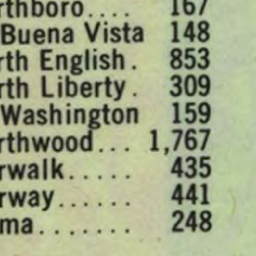 rthboro.... 167
Buena Vista 148
rth English. 853
rth Liberty. 309
Washington 159
rthwood... 1,767
rwalk..... 435
rway...... 441
ma....... 248